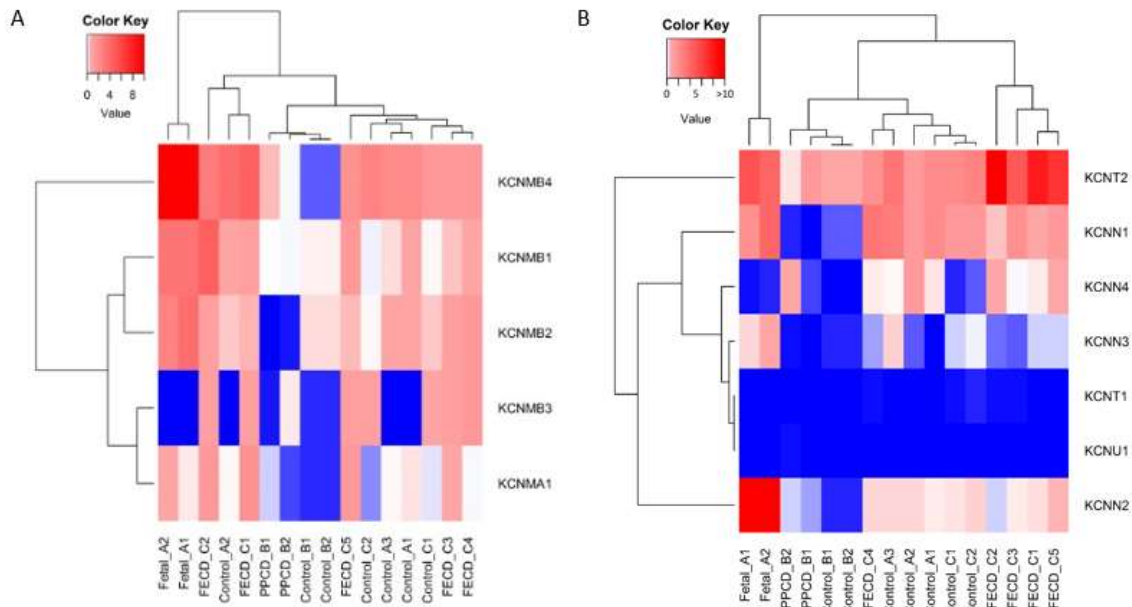 A
Color Key
0 4 8
Value
KCNMB4
KCNMB1
KCNMB2
KCNMB3
KCNMA1
Fetal_A2
Fetal_A1
FECD_C2
Control_A2
FECD_C1
PPCD_B1
PPCD_B2
Control_B1
Control_B2
FECD_C5
Control_C2
Control_A3
Control_A1
Control_C1
FECD_C3
FECD_C4
B
Color Key
0 5 >10
Value
KCNT2
KCNN1
KCNN4
KCNN3
KCNT1
KCNU1
KCNN2
Fetal_A1
Fetal_A2
PPCD_B2
PPCD_B1
Control_B1
Control_B2
FECD_C4
Control_A3
Control_A2
Control_A1
Control_C1
Control_C2
FECD_C2
FECD_C3
FECD_C1
FECD_C5